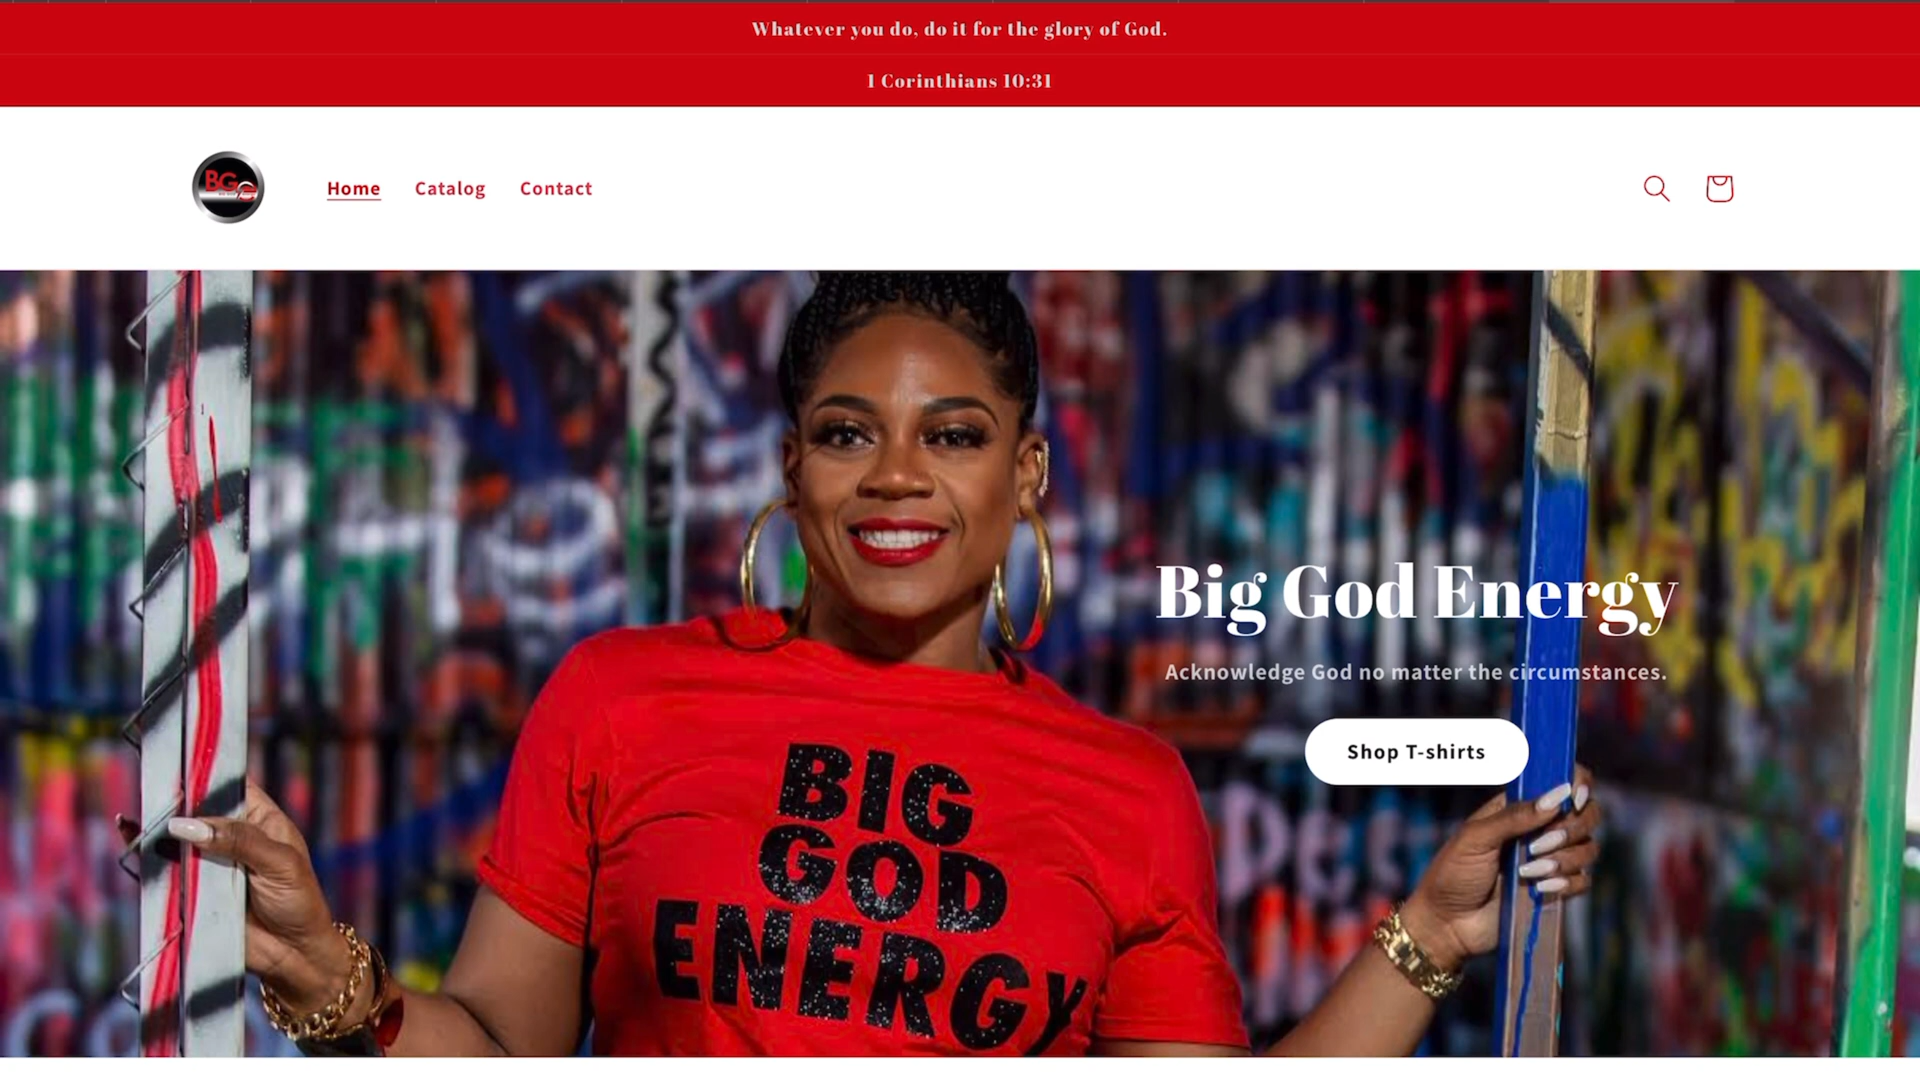 Whatever you do, do it for the glory of God.
1 Corinthians 10:31
BG
Home
Catalog
Contact
Big God Energy
Acknowledge God no matter the circumstances.
Shop T-shirts
BIG
GOD
ENERGY